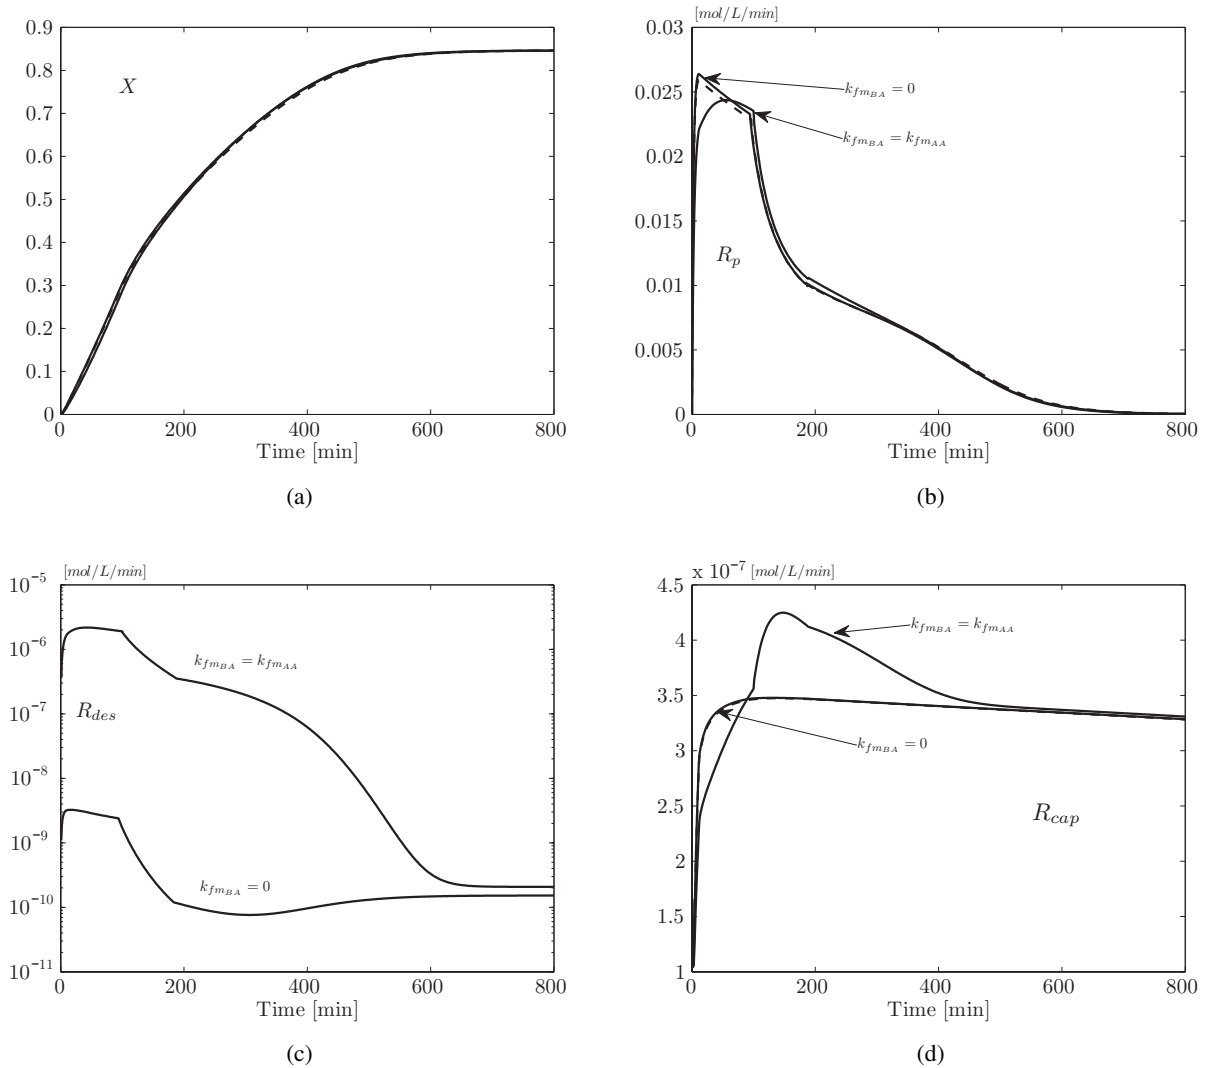 0.9
0.8
0.7
0.6
0.5
0.4
0.3
0.2
0.1
0
X
0 200 400 600 800
Time [min]
(a)
[mol/L/min]
0.03
0.025
0.02
0.015
0.01
0.005
0
k_{fm_{BA}} = 0
k_{fm_{BA}} = k_{fm_{AA}}
R_p
0 200 400 600 800
Time [min]
(b)
[mol/L/min]
10^{-5}
10^{-6}
10^{-7}
10^{-8}
10^{-9}
10^{-10}
10^{-11}
k_{fm_{BA}} = k_{fm_{AA}}
R_{des}
k_{fm_{BA}} = 0
0 200 400 600 800
Time [min]
(c)
x 10^{-7} [mol/L/min]
4.5
4
3.5
3
2.5
2
1.5
1
k_{fm_{BA}} = k_{fm_{AA}}
k_{fm_{BA}} = 0
R_{cap}
0 200 400 600 800
Time [min]
(d)